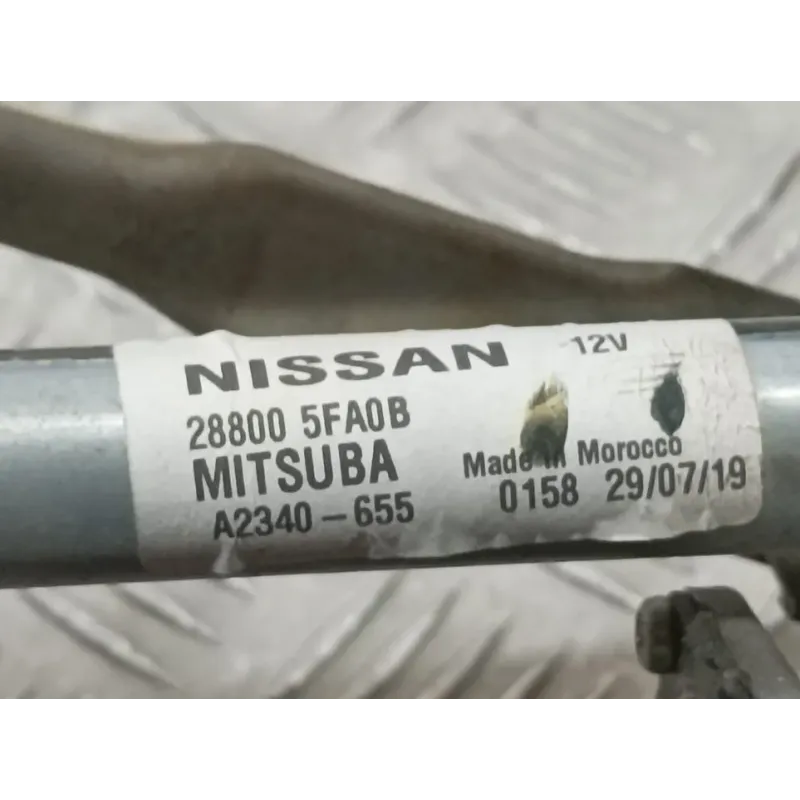 NISSAN 12V
28800 5FA0B
MITSUBA Made in Morocco
A2340-655 0158 29/07/19